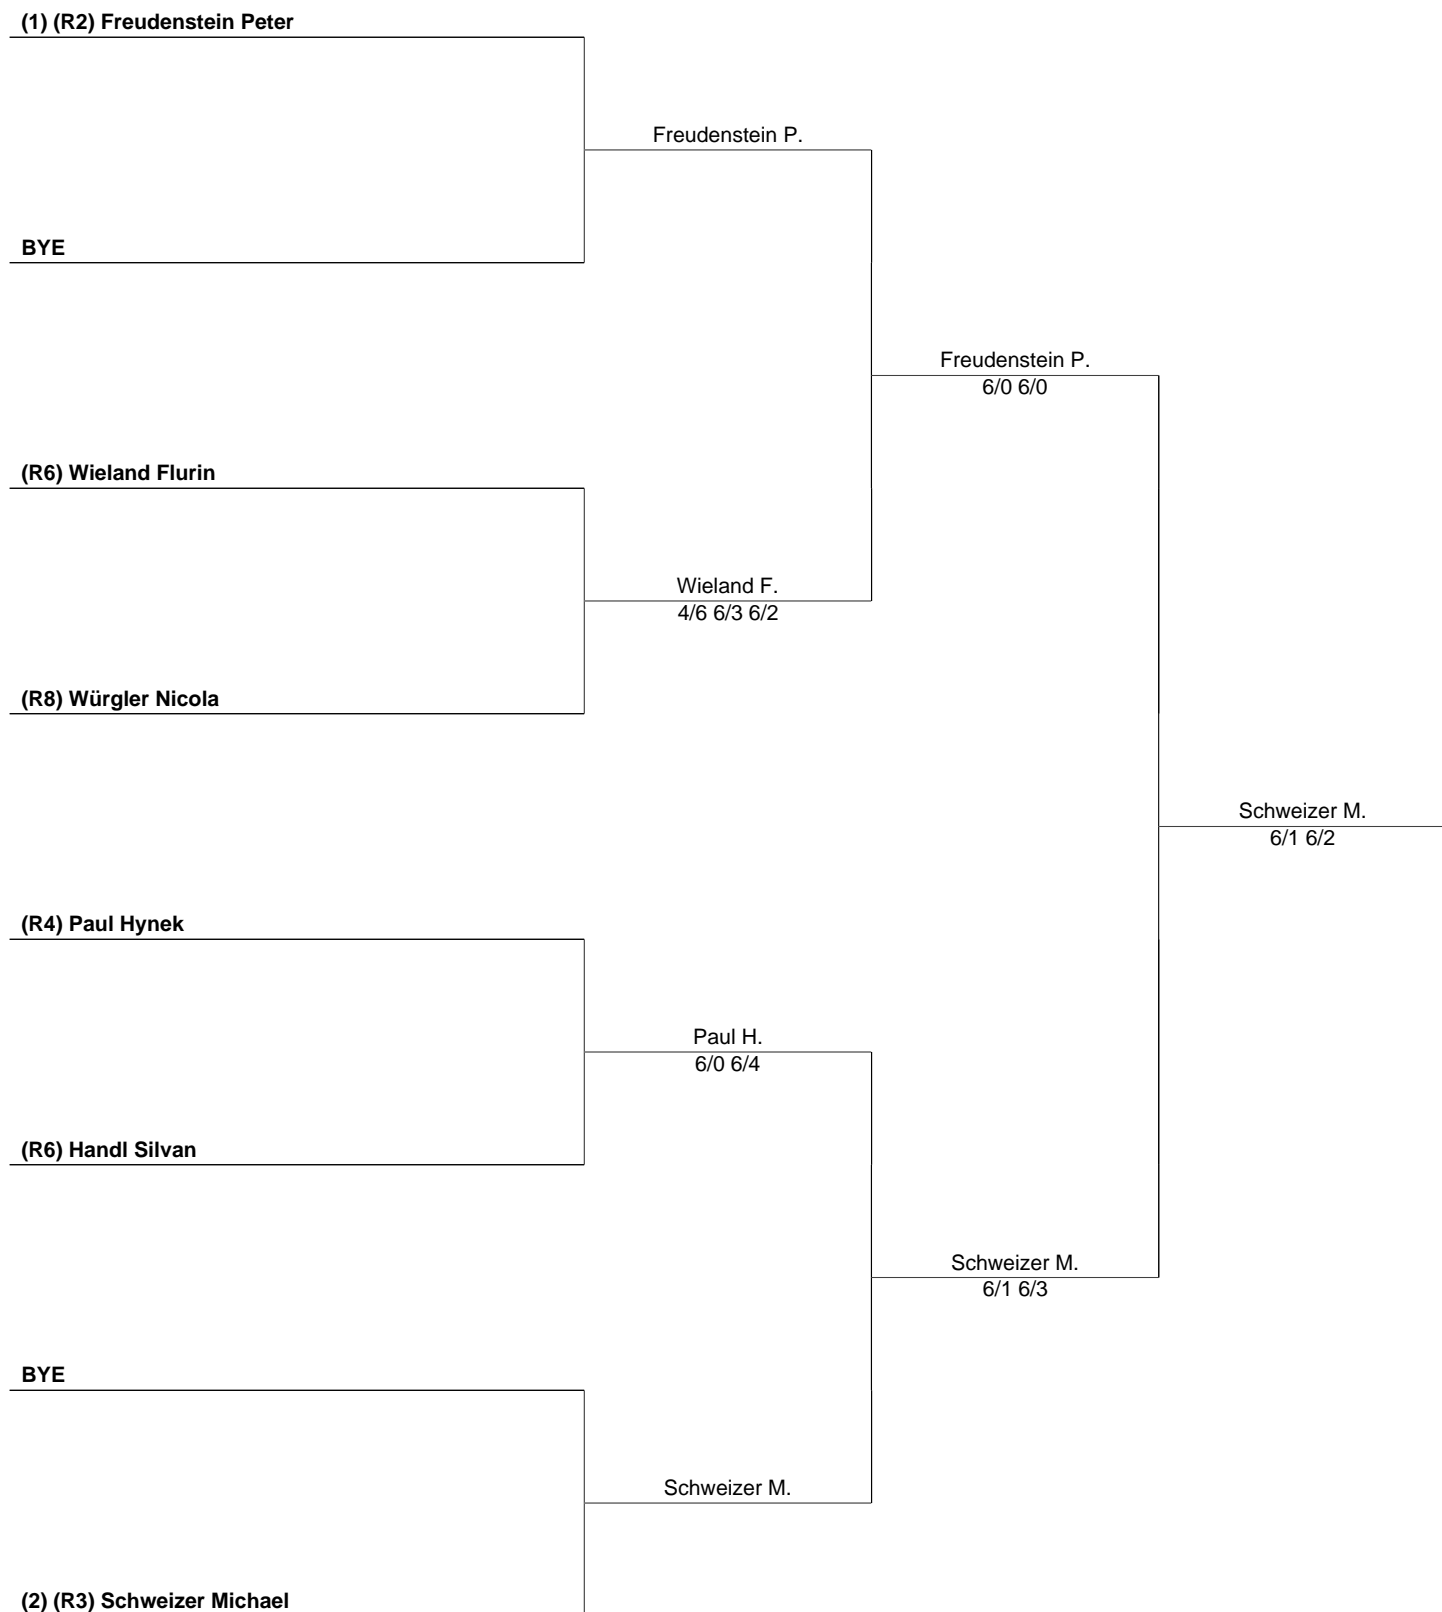 (1) (R2) Freudenstein Peter
Freudenstein P.
BYE
Freudenstein P.
6/0 6/0
(R6) Wieland Flurin
Wieland F.
4/6 6/3 6/2
(R8) Würgler Nicola
Schweizer M.
6/1 6/2
(R4) Paul Hynek
Paul H.
6/0 6/4
(R6) Handl Silvan
Schweizer M.
6/1 6/3
BYE
Schweizer M.
(2) (R3) Schweizer Michael